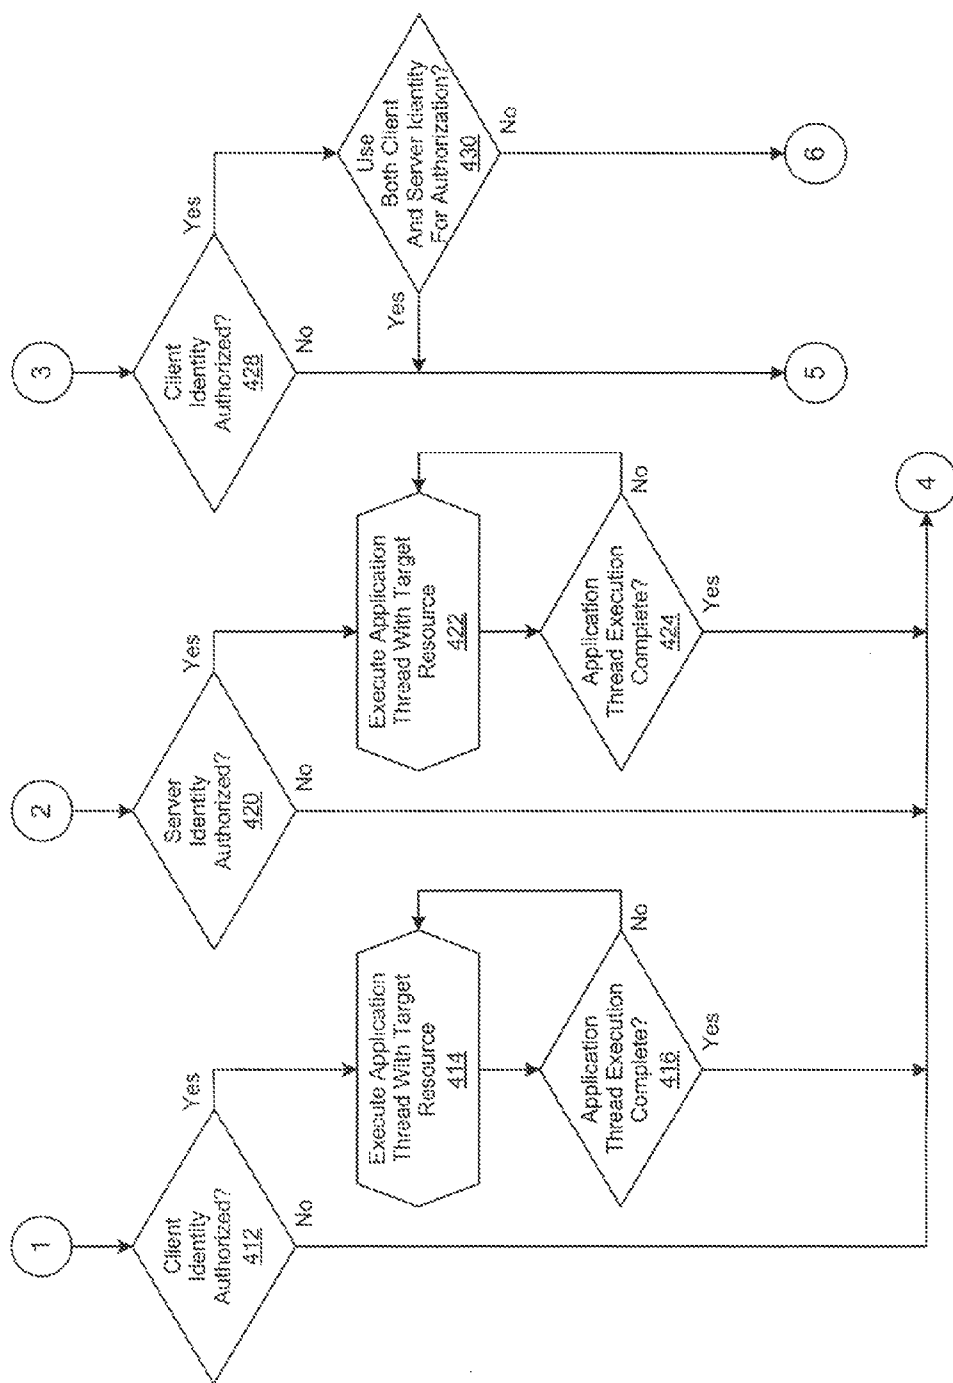 1
Client
Identity
Authorized?
412
Yes
No
Execute Application
Thread With Target
Resource
414
Application
Thread Execution
Complete?
416
No
Yes
2
Server
Identity
Authorized?
420
Yes
No
Execute Application
Thread With Target
Resource
422
Application
Thread Execution
Complete?
424
No
Yes
4
3
Client
Identity
Authorized?
428
Yes
No
Use
Both Client
And Server Identity
For Authorization?
430
Yes
No
5
6